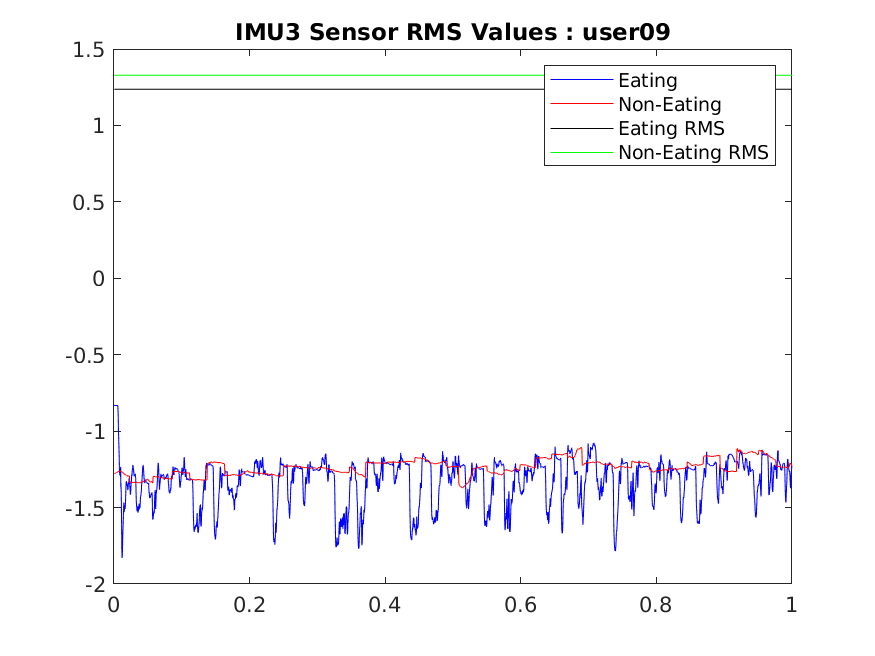 IMU3 Sensor RMS Values : user09
1.5
1
0.5
0
-0.5
-1
-1.5
-2
0
0.2
0.4
0.6
0.8
1
Eating
Non-Eating
Eating RMS
Non-Eating RMS